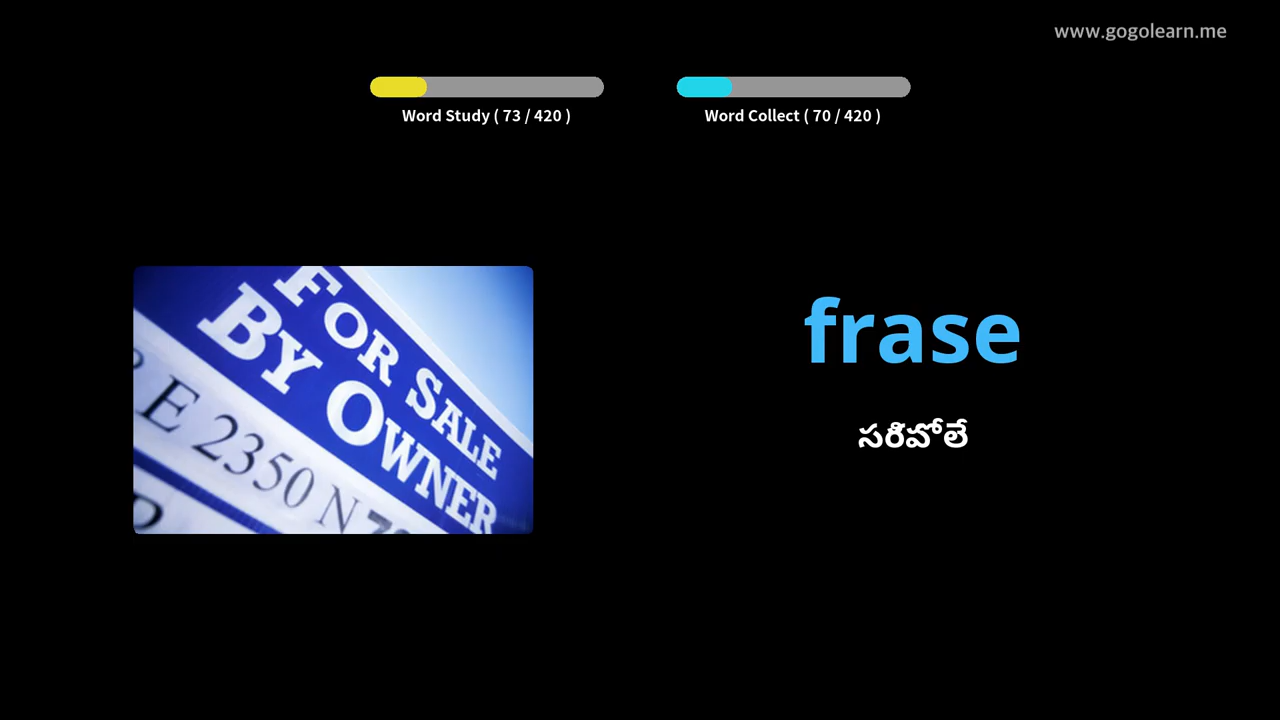 www.gogolearn.me
Word Study ( 73 / 420 )
Word Collect ( 70 / 420 )
FOR SALE
BY OWNER
E 2350 N
frase
సరిపోలే